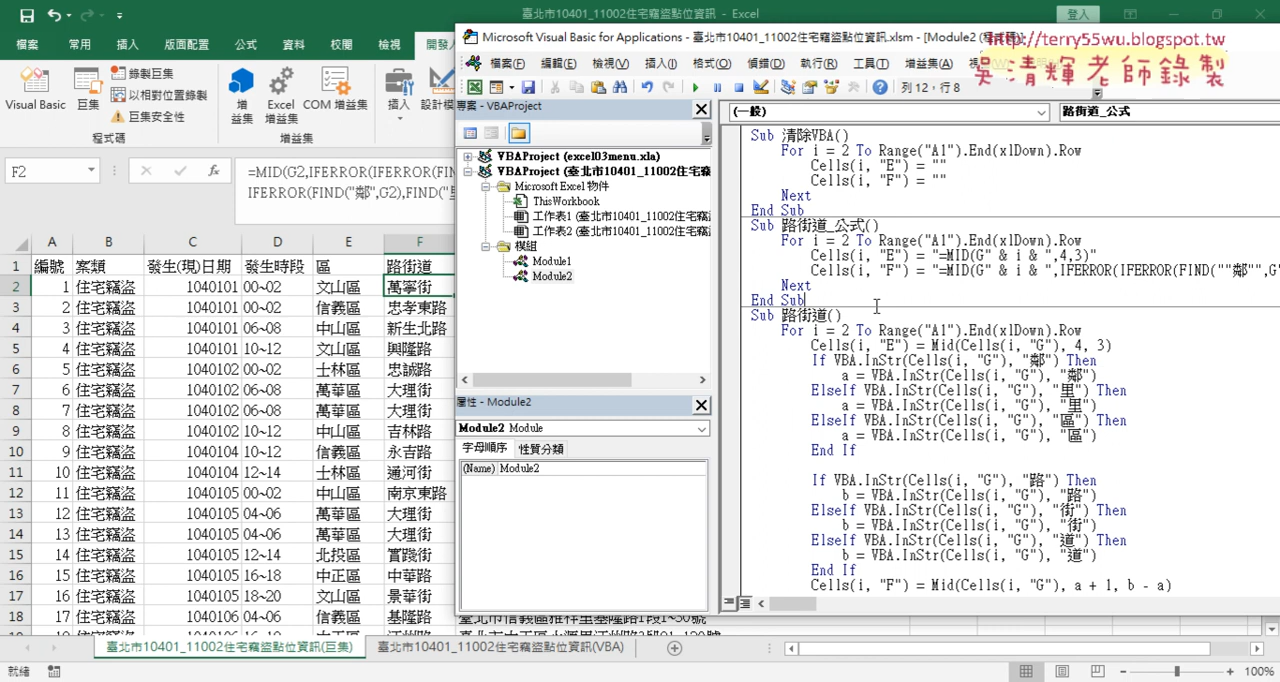 臺北市10401_11002住宅竊盜點位資訊 - Excel
登入
檔案 常用 插入 版面配置 公式 資料 校閱 檢視 開發人
Visual Basic 巨集 錄製巨集 以相對位置錄製 巨集安全性
程式碼
增益集 Excel 增益集 COM 增益集
增益集
插入 設計模
F2
=MID(G2,IFERROR(IFERROR(FIN
IFERROR(FIND("鄰",G2),FIND("里
A B C D E F
1 編號 案類 發生(現)日期 發生時段 區 路街道
2 1 住宅竊盜 1040101 00~02 文山區 萬寧街
3 2 住宅竊盜 1040101 00~02 信義區 忠孝東路
4 3 住宅竊盜 1040101 06~08 中山區 新生北路
5 4 住宅竊盜 1040101 10~12 文山區 興隆路
6 5 住宅竊盜 1040102 00~02 士林區 忠誠路
7 6 住宅竊盜 1040102 06~08 萬華區 大理街
8 7 住宅竊盜 1040102 06~08 萬華區 大理街
9 8 住宅竊盜 1040102 10~12 中山區 吉林路
10 9 住宅竊盜 1040104 10~12 信義區 永吉路
11 10 住宅竊盜 1040104 12~14 士林區 通河街
12 11 住宅竊盜 1040105 00~02 中山區 南京東路
13 12 住宅竊盜 1040105 04~06 萬華區 大理街
14 13 住宅竊盜 1040105 04~06 萬華區 大理街
15 14 住宅竊盜 1040105 12~14 北投區 實踐街
16 15 住宅竊盜 1040105 16~18 中正區 中華路
17 16 住宅竊盜 1040105 18~20 文山區 景華街
18 17 住宅竊盜 1040106 04~06 信義區 基隆路
臺北市10401_11002住宅竊盜點位資訊(巨集) 臺北市10401_11002住宅竊盜點位資訊(VBA)
就緒
100%
Microsoft Visual Basic for Applications - 臺北市10401_11002住宅竊盜點位資訊.xlsm - [Module2
http://terry55wu.blogspot.tw
吳清輝老師錄製
檔案(F) 編輯(E) 檢視(V) 插入(I) 格式(O) 偵錯(D) 執行(R) 工具(T) 增益集(A)
列 12，行 8
專案 - VBAProject
VBAProject (excel03menu.xla)
VBAProject (臺北市10401_11002住宅竊
Microsoft Excel 物件
ThisWorkbook
工作表1 (臺北市10401_11002住宅竊
工作表2 (臺北市10401_11002住宅竊
模組
Module1
Module2
屬性 - Module2
Module2 Module
字母順序 性質分類
(Name) Module2
(一般) 路街道_公式
Sub 清除VBA()
For i = 2 To Range("A1").End(xlDown).Row
Cells(i, "E") = ""
Cells(i, "F") = ""
Next
End Sub
Sub 路街道_公式()
For i = 2 To Range("A1").End(xlDown).Row
Cells(i, "E") = "=MID(G" & i & ",4,3)"
Cells(i, "F") = "=MID(G" & i & ",IFERROR(IFERROR(FIND(""鄰"",G"
Next
End Sub
Sub 路街道()
For i = 2 To Range("A1").End(xlDown).Row
Cells(i, "E") = Mid(Cells(i, "G"), 4, 3)
If VBA.InStr(Cells(i, "G"), "鄰") Then
a = VBA.InStr(Cells(i, "G"), "鄰")
ElseIf VBA.InStr(Cells(i, "G"), "里") Then
a = VBA.InStr(Cells(i, "G"), "里")
ElseIf VBA.InStr(Cells(i, "G"), "區") Then
a = VBA.InStr(Cells(i, "G"), "區")
End If
If VBA.InStr(Cells(i, "G"), "路") Then
b = VBA.InStr(Cells(i, "G"), "路")
ElseIf VBA.InStr(Cells(i, "G"), "街") Then
b = VBA.InStr(Cells(i, "G"), "街")
ElseIf VBA.InStr(Cells(i, "G"), "道") Then
b = VBA.InStr(Cells(i, "G"), "道")
End If
Cells(i, "F") = Mid(Cells(i, "G"), a + 1, b - a)